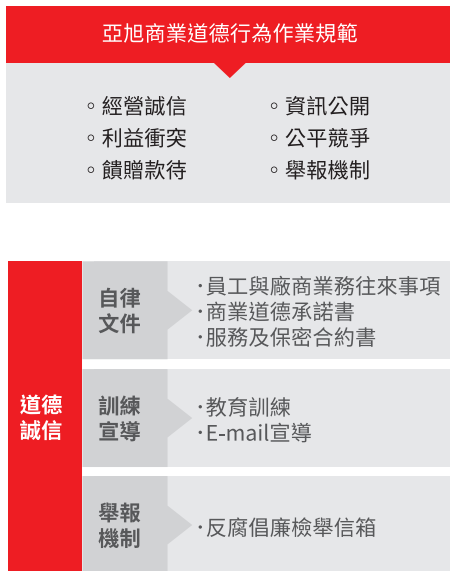 亞旭商業道德行為作業規範
◦ 經營誠信
◦ 利益衝突
◦ 饋贈款待
◦ 資訊公開
◦ 公平競爭
◦ 舉報機制
道德
誠信
自律
文件
·員工與廠商業務往來事項
·商業道德承諾書
·服務及保密合約書
訓練
宣導
·教育訓練
·E-mail宣導
舉報
機制
·反腐倡廉檢舉信箱